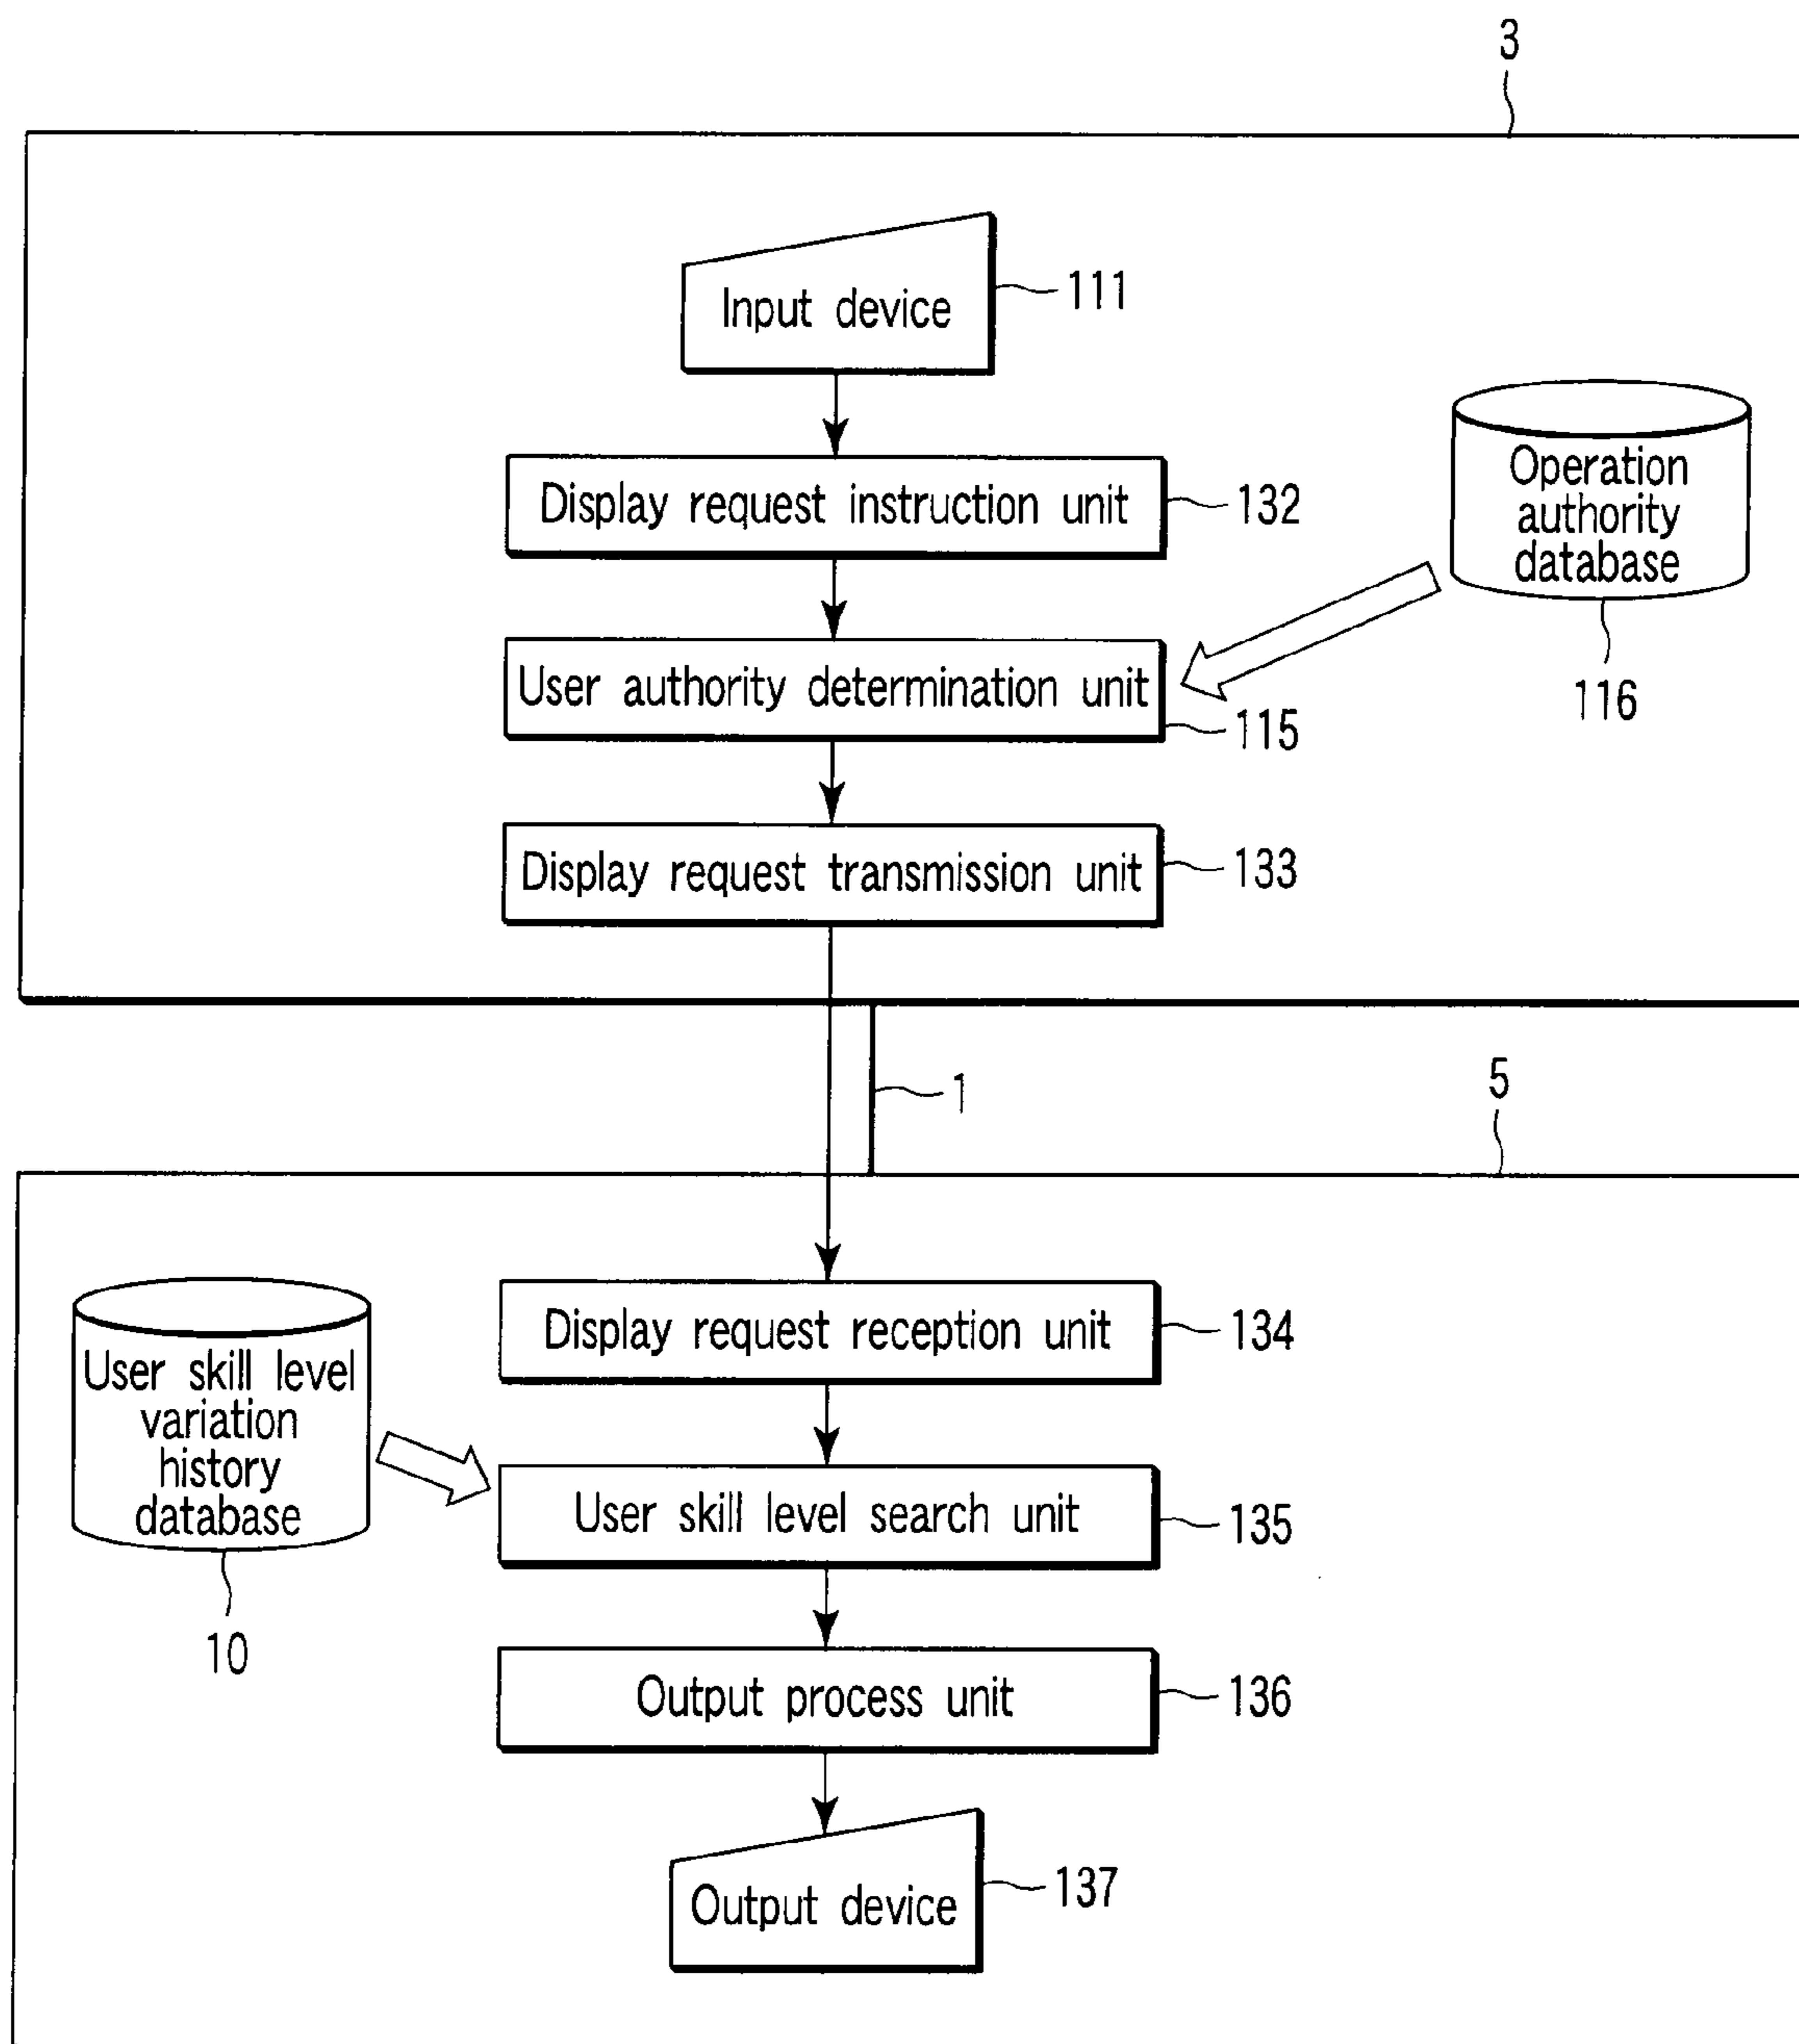 3
Input device
111
Display request instruction unit
132
Operation
authority
database
116
User authority determination unit
115
Display request transmission unit
133
1
5
Display request reception unit
134
User skill level
variation
history
database
10
User skill level search unit
135
Output process unit
136
Output device
137